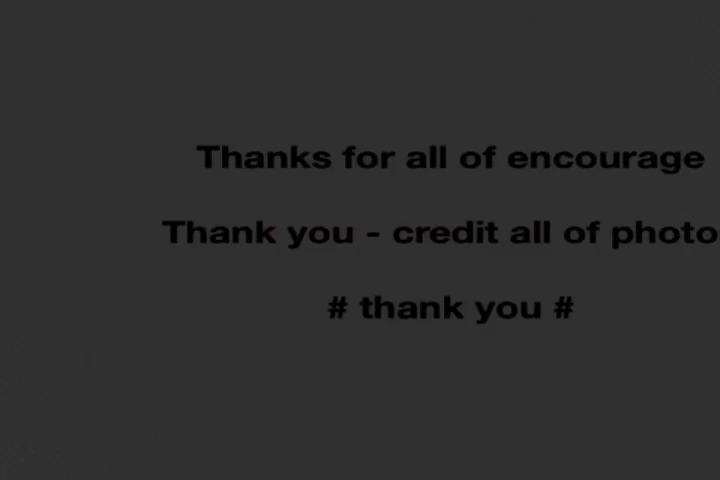 Thanks for all of encourage
Thank you - credit all of photo
# thank you #